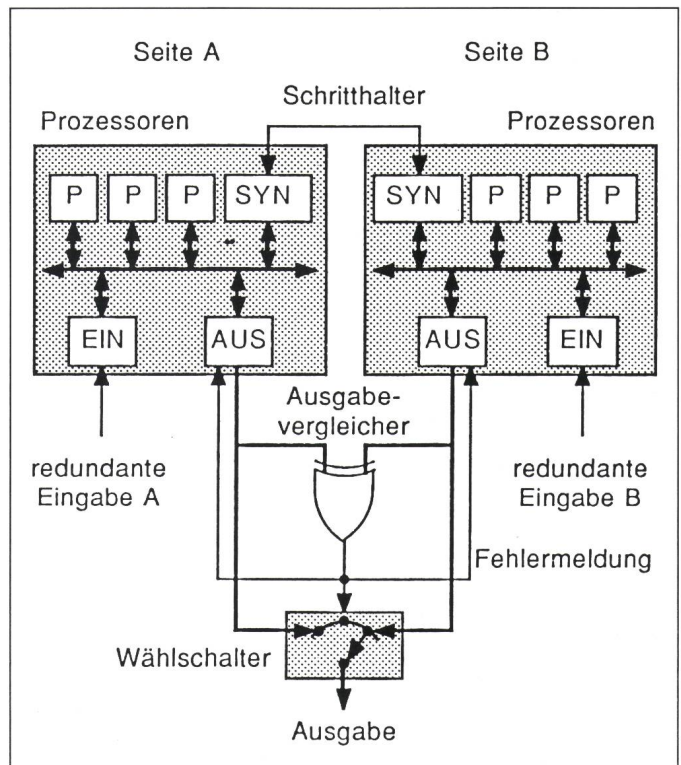 Seite A
Seite B
Schritthalter
Prozessoren
Prozessoren
P P P SYN
SYN P P P
EIN AUS
AUS EIN
Ausgabe-
vergleicher
redundante
Eingabe A
redundante
Eingabe B
Fehlermeldung
Wählschalter
Ausgabe